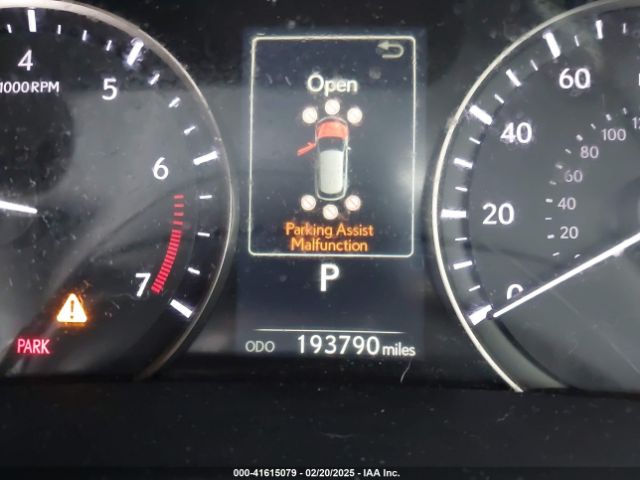 4
1000RPM
5
6
7
PARK
Open
Parking Assist
Malfunction
P
ODO 193790 miles
60
40
20
0
100
80
60
40
20
000-41615079 — 02/20/2025 — IAA Inc.